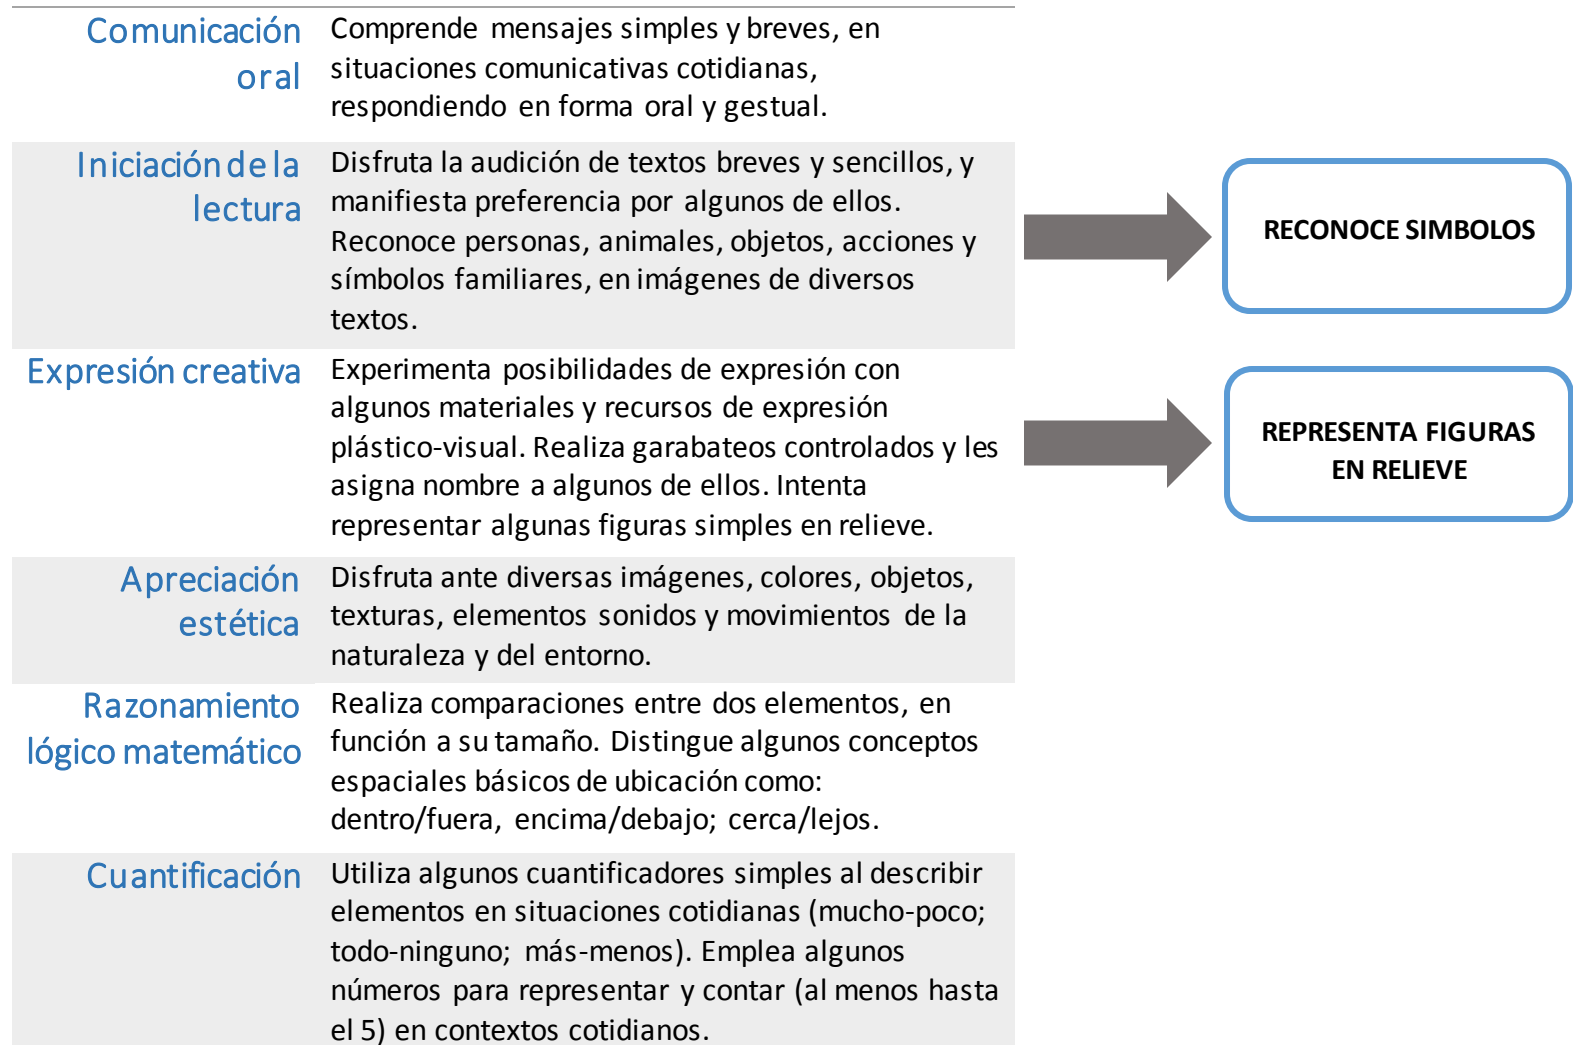 Comunicación
oral
Comprende mensajes simples y breves, en
situaciones comunicativas cotidianas,
respondiendo en forma oral y gestual.
Iniciación de la
lectura
Disfruta la audición de textos breves y sencillos, y
manifiesta preferencia por algunos de ellos.
Reconoce personas, animales, objetos, acciones y
símbolos familiares, en imágenes de diversos
textos.
RECONOCE SIMBOLOS
Expresión creativa
Experimenta posibilidades de expresión con
algunos materiales y recursos de expresión
plástico-visual. Realiza garabateos controlados y les
asigna nombre a algunos de ellos. Intenta
representar algunas figuras simples en relieve.
REPRESENTA FIGURAS
EN RELIEVE
Apreciación
estética
Disfruta ante diversas imágenes, colores, objetos,
texturas, elementos sonidos y movimientos de la
naturaleza y del entorno.
Razonamiento
lógico matemático
Realiza comparaciones entre dos elementos, en
función a su tamaño. Distingue algunos conceptos
espaciales básicos de ubicación como:
dentro/fuera, encima/debajo; cerca/lejos.
Cuantificación
Utiliza algunos cuantificadores simples al describir
elementos en situaciones cotidianas (mucho-poco;
todo-ninguno; más-menos). Emplea algunos
números para representar y contar (al menos hasta
el 5) en contextos cotidianos.